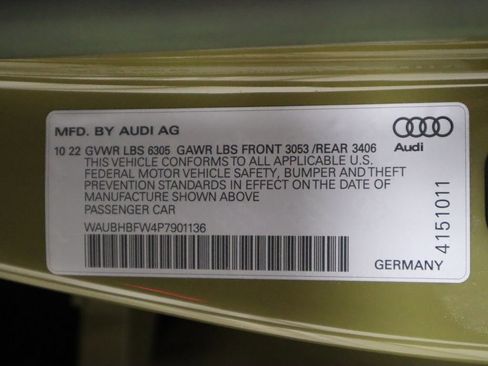 MFD. BY AUDI AG
10 22 GVWR LBS 6305 GAWR LBS FRONT 3053 /REAR 3406
THIS VEHICLE CONFORMS TO ALL APPLICABLE U.S.
FEDERAL MOTOR VEHICLE SAFETY, BUMPER AND THEFT
PREVENTION STANDARDS IN EFFECT ON THE DATE OF
MANUFACTURE SHOWN ABOVE
PASSENGER CAR
WAUBHBFW4P7901136
Audi
4151011
GERMANY